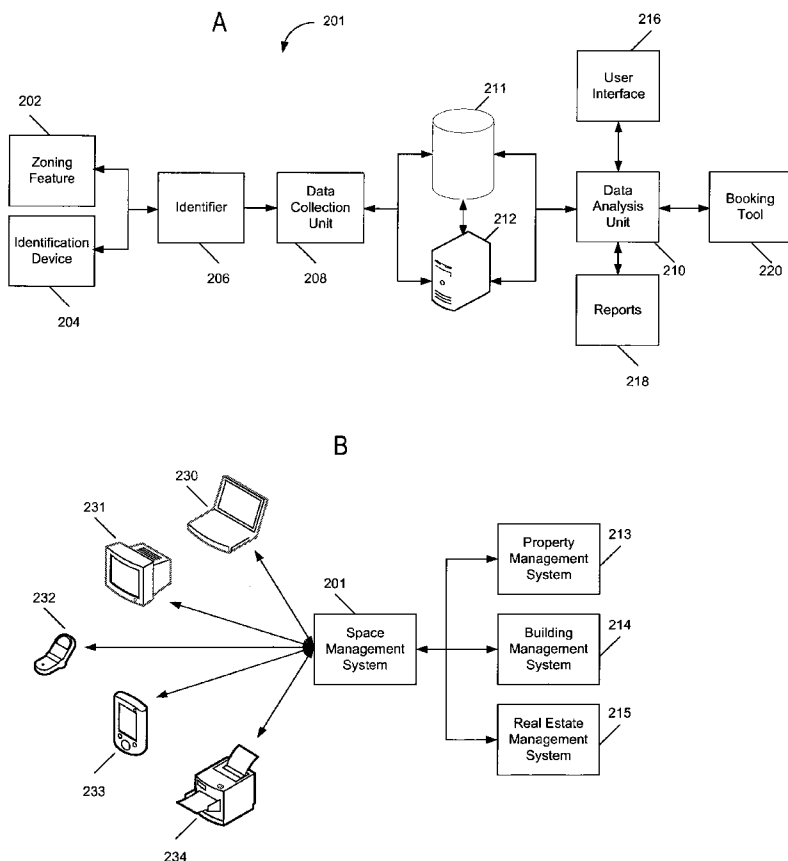 A
201
216
User
Interface
202
211
Zoning
Feature
Identifier
Data
Collection
Unit
Data
Analysis
Unit
Booking
Tool
212
Identification
Device
206
208
210
220
204
Reports
218
B
230
231
Property
Management
System
213
232
201
Space
Management
System
Building
Management
System
214
Real Estate
Management
System
215
233
234